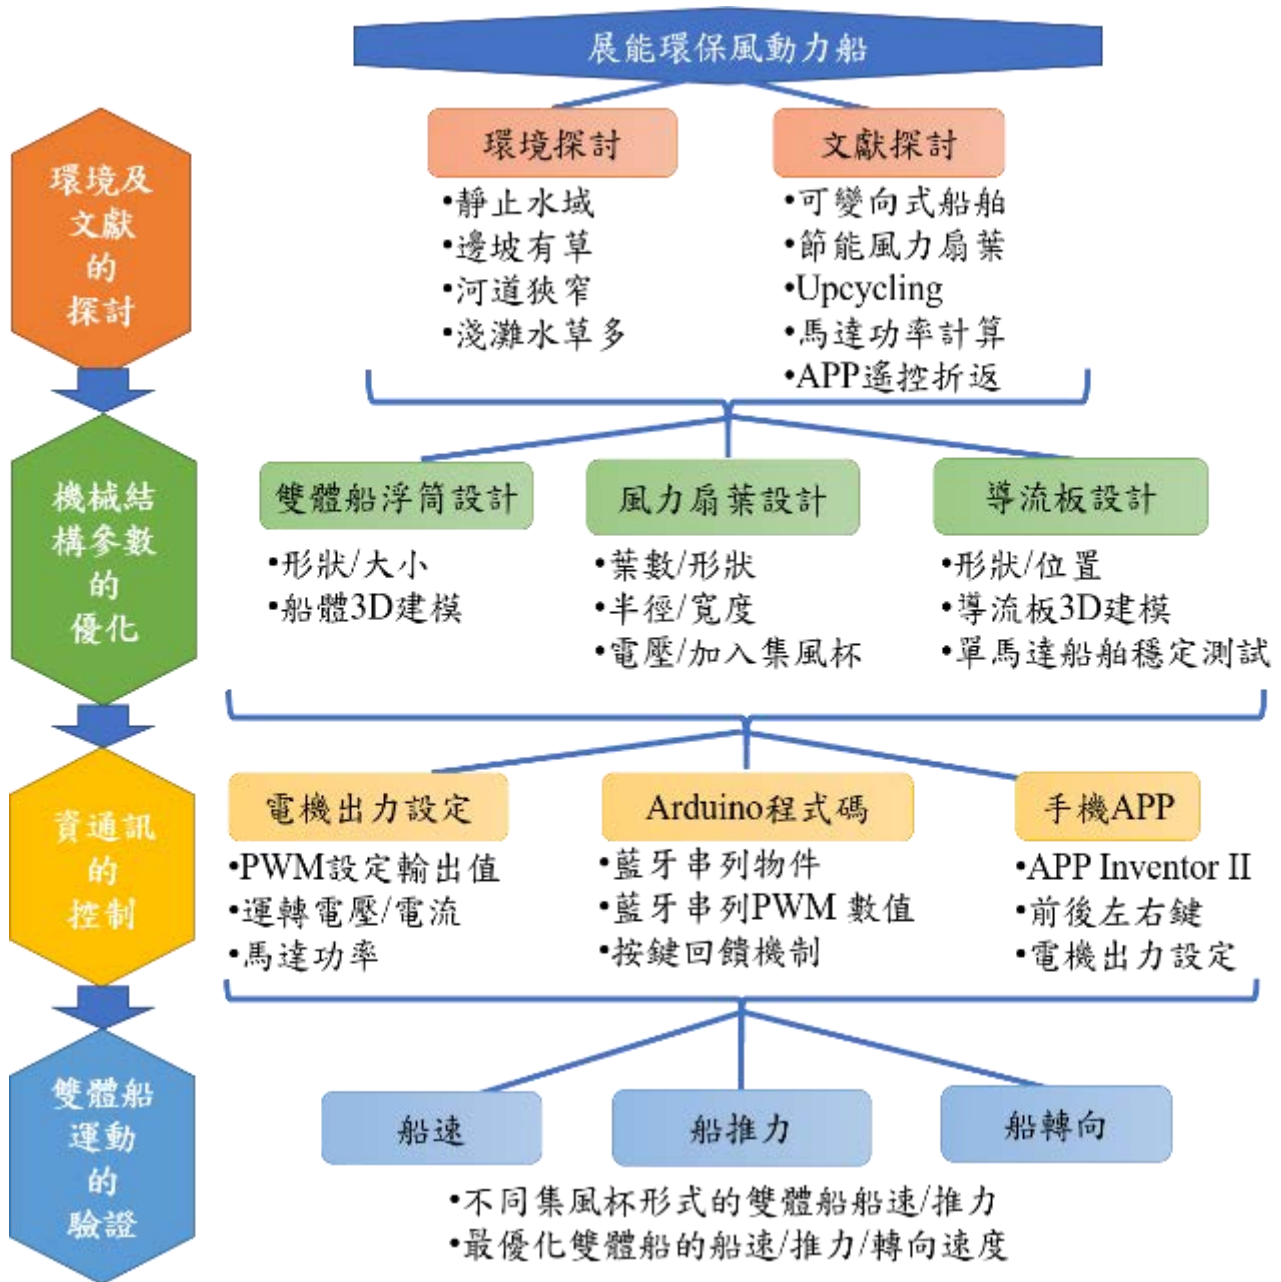 展能環保風動力船
環境及
文獻
的
探討
環境探討
•靜止水域
•邊坡有草
•河道狹窄
•淺灘水草多
文獻探討
•可變向式船舶
•節能風力扇葉
•Upcycling
•馬達功率計算
•APP遙控折返
機械結
構參數
的
優化
雙體船浮筒設計
•形狀/大小
•船體3D建模
風力扇葉設計
•葉數/形狀
•半徑/寬度
•電壓/加入集風杯
導流板設計
•形狀/位置
•導流板3D建模
•單馬達船舶穩定測試
資通訊
的
控制
電機出力設定
•PWM設定輸出值
•運轉電壓/電流
•馬達功率
Arduino程式碼
•藍牙串列物件
•藍牙串列PWM 數值
•按鍵回饋機制
手機APP
•APP Inventor II
•前後左右鍵
•電機出力設定
雙體船
運動
的
驗證
船速
船推力
船轉向
•不同集風杯形式的雙體船船速/推力
•最優化雙體船的船速/推力/轉向速度